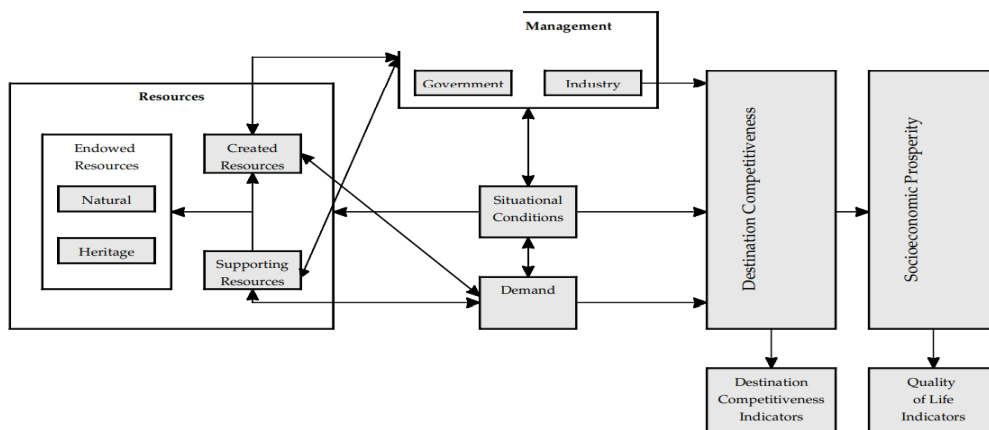 Management
Government
Industry
Resources
Endowed
Resources
Natural
Heritage
Created
Resources
Supporting
Resources
Situational
Conditions
Demand
Destination Competitiveness
Socioeconomic Prosperity
Destination
Competitiveness
Indicators
Quality
of Life
Indicators